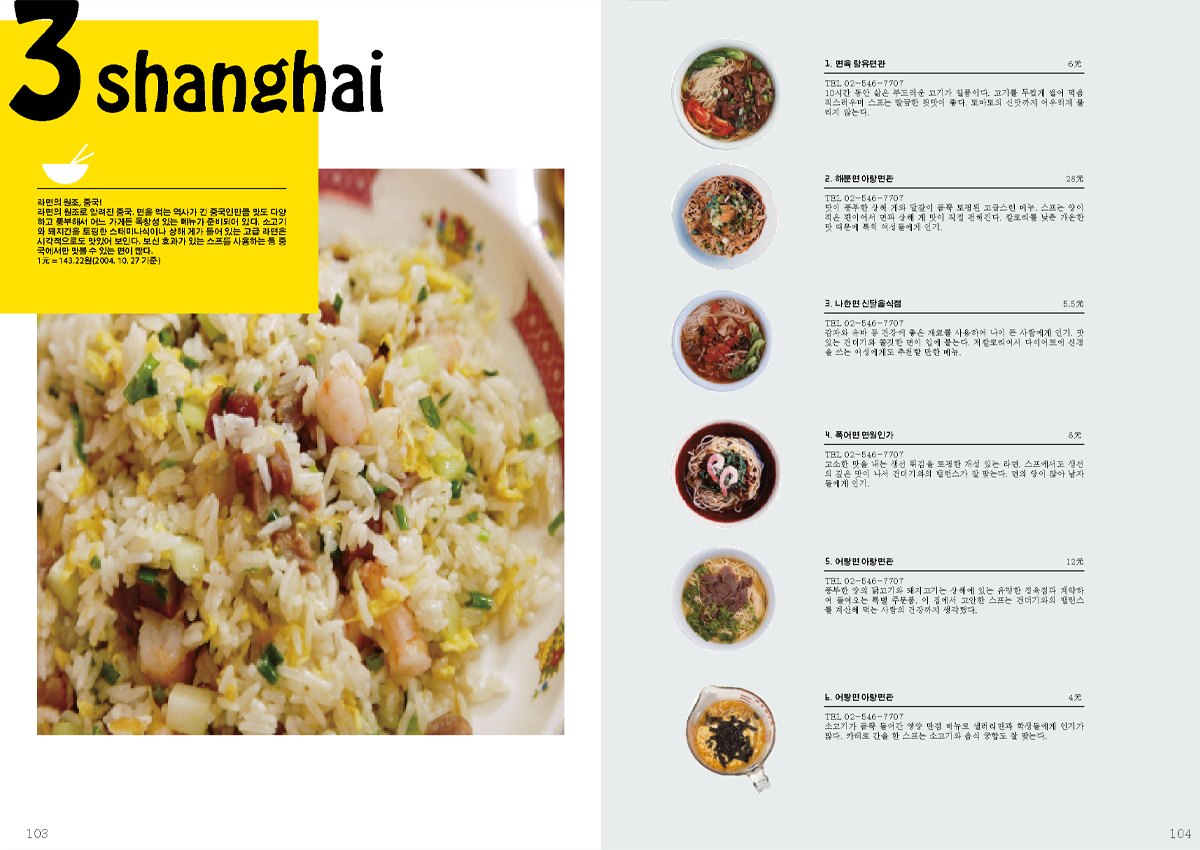 3 shanghai
라면의 원조, 중국!
라면의 원조로 알려진 중국. 면을 먹는 역사가 긴 중국인만큼 맛도 다양
하고 풍부해서 어느 가게든 독창성 있는 메뉴가 준비되어 있다. 소고기
와 돼지간을 토핑한 스태미나식이나 상해 게가 들어 있는 고급 라면은
시각적으로도 맛있어 보인다. 보신 효과가 있는 스프를 사용하는 등 중
국에서만 맛볼 수 있는 면이 많다.
1元 = 143.22원(2004. 10. 27 기준)
103
1. 면육 할유면관 6元
TEL 02-546-7707
10시간 동안 삶은 부드러운 고기가 일품이다. 고기를 두껍게 썰어 먹음
직스러우며 스프는 깔끔한 뒷맛이 좋다. 토마토의 신맛까지 어우러져 물
리지 않는다.
2. 해분면 아랑면관 28元
TEL 02-546-7707
맛이 풍부한 상해 게와 달걀이 듬뿍 토핑된 고급스런 메뉴. 스프는 양이
적은 편이어서 면과 상해 게 맛이 직접 전해진다. 칼로리를 낮춘 개운한
맛 때문에 특히 여성들에게 인기.
3. 나한면 신달음식점 5.5元
TEL 02-546-7707
감자와 유바 등 건강에 좋은 재료를 사용하여 나이 든 사람에게 인기. 맛
있는 건더기와 쫄깃한 면이 입에 붙는다. 저칼로리여서 다이어트에 신경
을 쓰는 여성에게도 추천할 만한 메뉴.
4. 폭어면 면월인가 8元
TEL 02-546-7707
고소한 맛을 내는 생선 튀김을 토핑한 개성 있는 라면. 스프에서도 생선
의 깊은 맛이 나서 건더기와의 밸런스가 잘 맞는다. 면의 양이 많아 남자
들에게 인기.
5. 어탕면 아랑면관 12元
TEL 02-546-7707
풍부한 양의 닭고기와 돼지고기는 상해에 있는 유명한 정육점과 계약하
여 들여오는 특별 주문품. 이 집에서 고안한 스프는 건더기와의 밸런스
를 계산해 먹는 사람의 건강까지 생각했다.
6. 어탕면 아랑면관 4元
TEL 02-546-7707
소고기가 듬뿍 들어간 영양 만점 메뉴로 샐러리맨과 학생들에게 인기가
많다. 카레로 간을 한 스프는 소고기와 음식 궁합도 잘 맞는다.
104